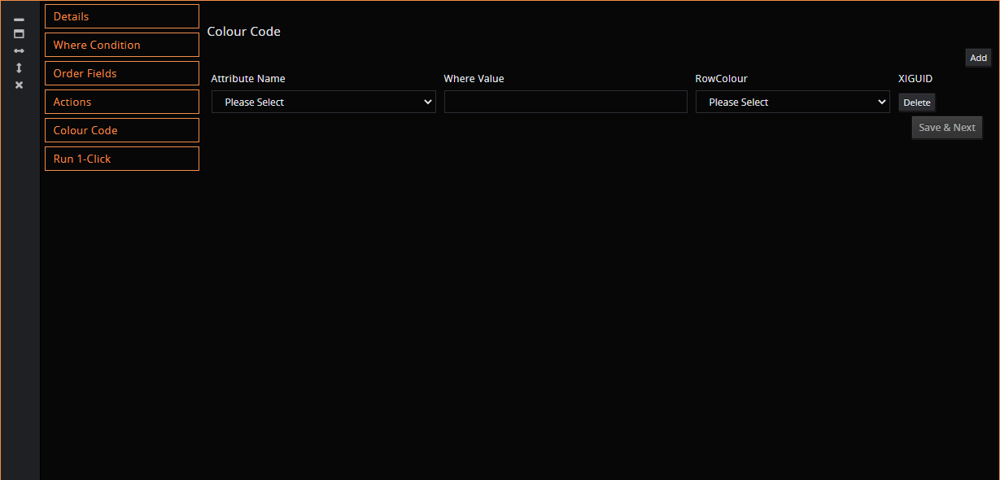 Details
Where Condition
Order Fields
Actions
Colour Code
Run 1-Click
Colour Code
Add
Attribute Name Where Value RowColour XIGUID
Please Select Please Select Delete
Save & Next